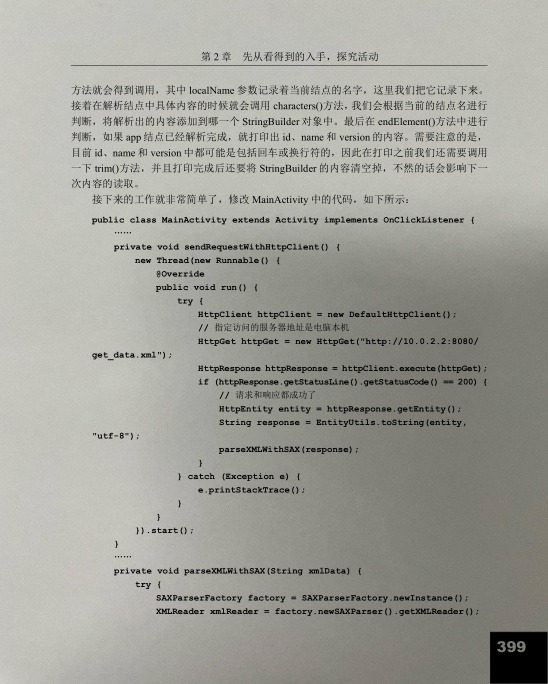 第 2 章 先从看得到的入手，探究活动
方法就会得到调用，其中 localName 参数记录着当前结点的名字，这里我们把它记录下来。
接着在解析结点中具体内容的时候就会调用 characters()方法，我们会根据当前的结点名进行
判断，将解析出的内容添加到哪一个 StringBuilder 对象中。最后在 endElement()方法中进行
判断，如果 app 结点已经解析完成，就打印出 id、name 和 version 的内容。需要注意的是，
目前 id、name 和 version 中都可能是包括回车或换行符的，因此在打印之前我们还需要调用
一下 trim()方法，并且打印完成后还要将 StringBuilder 的内容清空掉，不然的话会影响下一
次内容的读取。
接下来的工作就非常简单了，修改 MainActivity 中的代码，如下所示：
public class MainActivity extends Activity implements OnClickListener {
……
private void sendRequestWithHttpClient() {
new Thread(new Runnable() {
@Override
public void run() {
try {
HttpClient httpClient = new DefaultHttpClient();
// 指定访问的服务器地址是电脑本机
HttpGet httpGet = new HttpGet("http://10.0.2.2:8080/
get_data.xml");
HttpResponse httpResponse = httpClient.execute(httpGet);
if (httpResponse.getStatusLine().getStatusCode() == 200) {
// 请求和响应都成功了
HttpEntity entity = httpResponse.getEntity();
String response = EntityUtils.toString(entity,
"utf-8");
parseXMLWithSAX(response);
}
} catch (Exception e) {
e.printStackTrace();
}
}
}).start();
}
……
private void parseXMLWithSAX(String xmlData) {
try {
SAXParserFactory factory = SAXParserFactory.newInstance();
XMLReader xmlReader = factory.newSAXParser().getXMLReader();
399